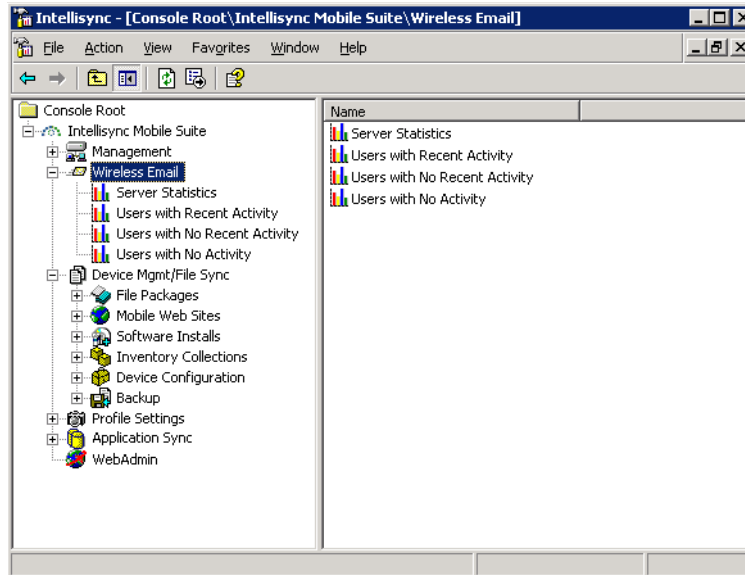 Intellisync - [Console Root\Intellisync Mobile Suite\Wireless Email]
File Action View Favorites Window Help
Console Root
Intellisync Mobile Suite
Management
Wireless Email
Server Statistics
Users with Recent Activity
Users with No Recent Activity
Users with No Activity
Device Mgmt/File Sync
File Packages
Mobile Web Sites
Software Installs
Inventory Collections
Device Configuration
Backup
Profile Settings
Application Sync
WebAdmin
Name
Server Statistics
Users with Recent Activity
Users with No Recent Activity
Users with No Activity